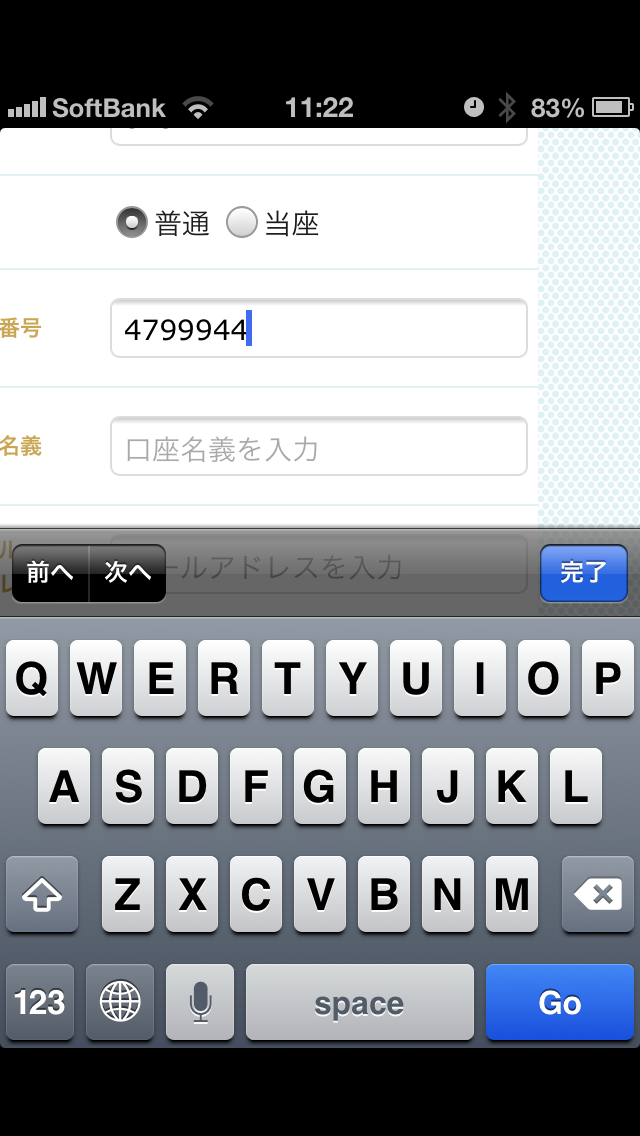 SoftBank 11:22 83%
普通 当座
番号 4799944
名義 口座名義を入力
ル
前へ 次へ ールアドレスを入力 完了
レ
Q W E R T Y U I O P
A S D F G H J K L
Z X C V B N M
123 space Go